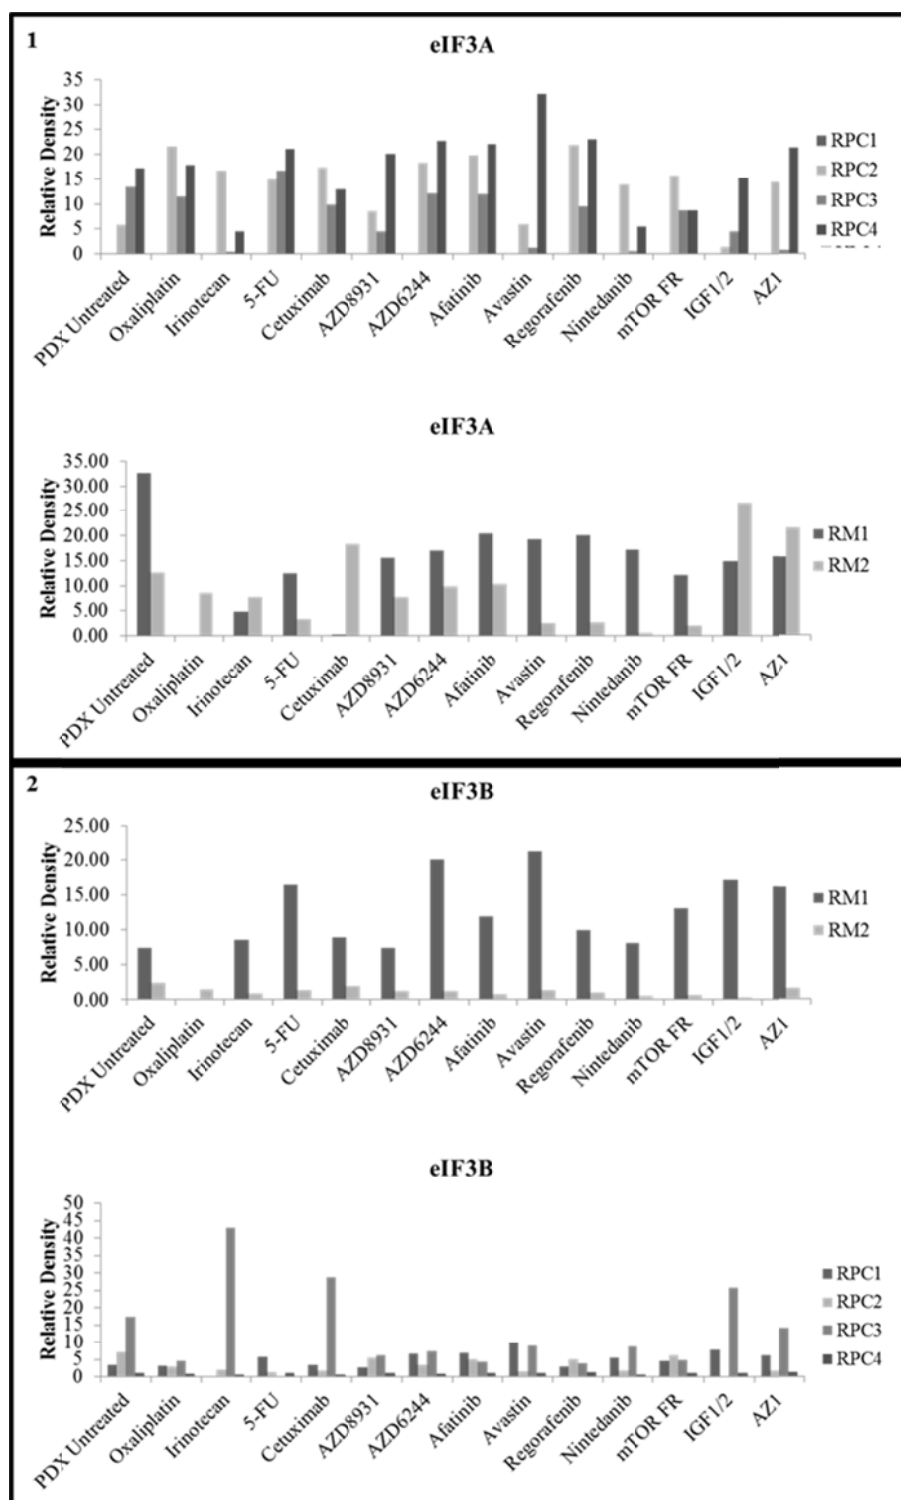 1
eIF3A
Relative Density
35
30
25
20
15
10
5
0
RPC1
RPC2
RPC3
RPC4
PDX Untreated
Oxaliplatin
Irinotecan
5-FU
Cetuximab
AZD8931
AZD6244
Afatinib
Avastin
Regorafenib
Nintedanib
mTOR FR
IGF1/2
AZ1
eIF3A
Relative Density
35.00
30.00
25.00
20.00
15.00
10.00
5.00
0.00
RM1
RM2
PDX Untreated
Oxaliplatin
Irinotecan
5-FU
Cetuximab
AZD8931
AZD6244
Afatinib
Avastin
Regorafenib
Nintedanib
mTOR FR
IGF1/2
AZ1
2
eIF3B
Relative Density
25.00
20.00
15.00
10.00
5.00
0.00
RM1
RM2
PDX Untreated
Oxaliplatin
Irinotecan
5-FU
Cetuximab
AZD8931
AZD6244
Afatinib
Avastin
Regorafenib
Nintedanib
mTOR FR
IGF1/2
AZ1
eIF3B
Relative Density
50
45
40
35
30
25
20
15
10
5
0
RPC1
RPC2
RPC3
RPC4
PDX Untreated
Oxaliplatin
Irinotecan
5-FU
Cetuximab
AZD8931
AZD6244
Afatinib
Avastin
Regorafenib
Nintedanib
mTOR FR
IGF1/2
AZ1